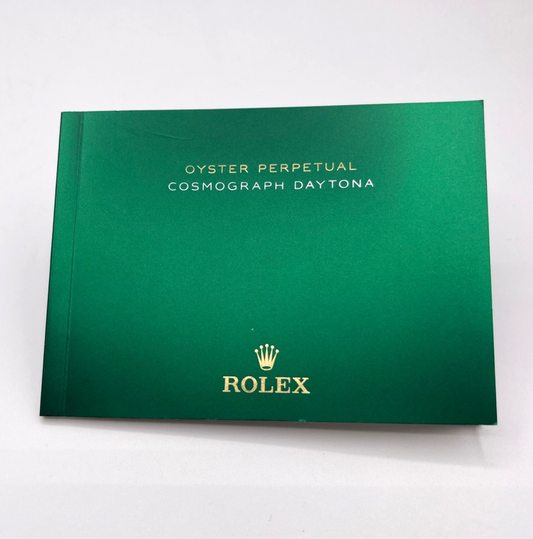 OYSTER PERPETUAL
COSMOGRAPH DAYTONA
ROLEX